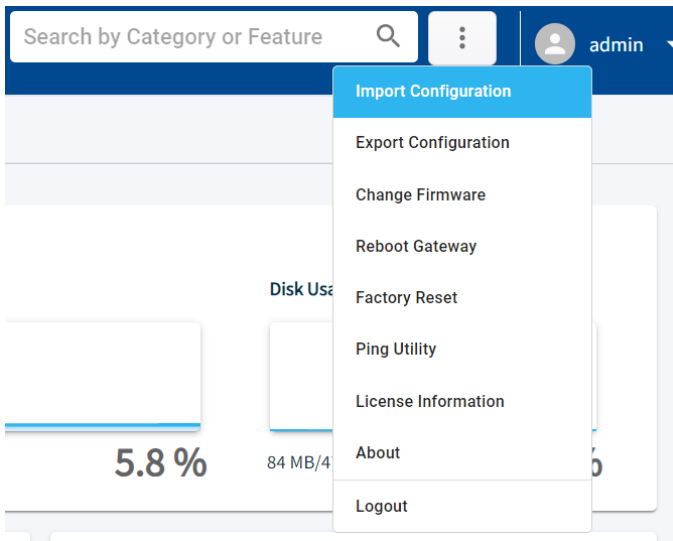 Search by Category or Feature
admin
Import Configuration
Export Configuration
Change Firmware
Reboot Gateway
Disk Usa
Factory Reset
Ping Utility
License Information
5.8 %
84 MB/4
About
%
Logout